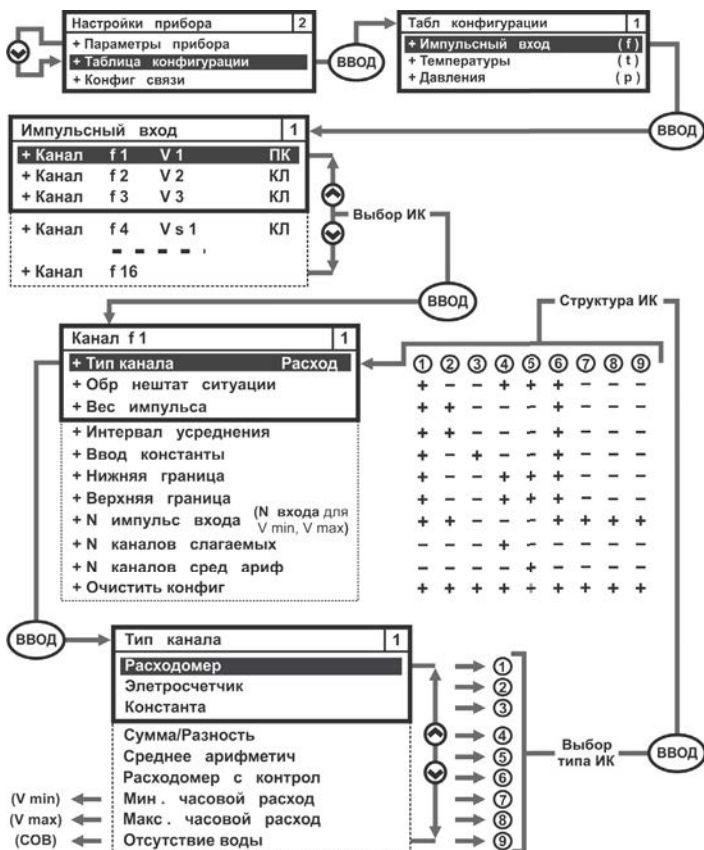 Настройки прибора 2
+ Параметры прибора
+ Таблица конфигурации
+ Конфиг связи
ВВОД
Табл конфигурации 1
+ Импульсный вход (f)
+ Температуры (t)
+ Давления (p)
ВВОД
Импульсный вход 1
+ Канал f 1 V 1 ПК
+ Канал f 2 V 2 КЛ
+ Канал f 3 V 3 КЛ
+ Канал f 4 V s 1 КЛ
- - - - - .
+ Канал f 16
Выбор ИК
ВВОД
Структура ИК
Канал f 1 1
+ Тип канала Расход
+ Обр нештат ситуации
+ Вес импульса
+ Интервал усреднения
+ Ввод константы
+ Нижняя граница
+ Верхняя граница
+ N импульс входа (N входа для V min, V max)
+ N каналов слагаемых
+ N каналов сред ариф
+ Очистить конфиг
① ② ③ ④ ⑤ ⑥ ⑦ ⑧ ⑨
+ − − + + + − − −
+ + − − − + − − −
+ + − − − + − − −
+ − + − − + − − −
+ − − + + + − − −
+ − − + + + − − −
+ + − − − + + + +
− − − + − − − − −
− − − − + − − − −
+ + + + + + + + +
ВВОД
Тип канала 1
Расходомер ①
Элетросчетчик ②
Константа ③
Сумма/Разность ④
Среднее арифметич ⑤
Расходомер с контрол ⑥
(V min) Мин. часовой расход ⑦
(V max) Макс. часовой расход ⑧
(СОВ) Отсутствие воды ⑨
Выбор
типа ИК
ВВОД